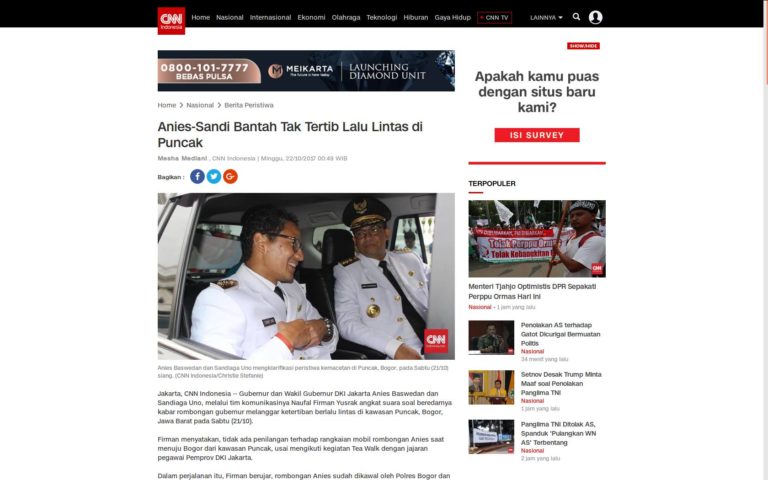 CNN
Indonesia
Home Nasional Internasional Ekonomi Olahraga Teknologi Hiburan Gaya Hidup CNN TV LAINNYA
SHOW/HIDE
0800-101-7777
BEBAS PULSA
MEIKARTA
The future is here today
LAUNCHING
DIAMOND UNIT
Apakah kamu puas
dengan situs baru
kami?
ISI SURVEY
Home > Nasional > Berita Peristiwa
Anies-Sandi Bantah Tak Tertib Lalu Lintas di
Puncak
Mesha Mediani , CNN Indonesia | Minggu, 22/10/2017 00:49 WIB
Bagikan :
CNN
Anies Baswedan dan Sandiaga Uno mengklarifikasi peristiwa kemacetan di Puncak, Bogor, pada Sabtu (21/10)
siang. (CNN Indonesia/Christie Stefanie)
Jakarta, CNN Indonesia -- Gubernur dan Wakil Gubernur DKI Jakarta Anies Baswedan dan
Sandiaga Uno, melalui tim komunikasinya Naufal Firman Yusrak angkat suara soal beredarnya
kabar rombongan gubernur melanggar ketertiban berlalu lintas di kawasan Puncak, Bogor,
Jawa Barat pada Sabtu (21/10).
Firman menyatakan, tidak ada penilangan terhadap rangkaian mobil rombongan Anies saat
menuju Bogor dari kawasan Puncak, usai mengikuti kegiatan Tea Walk dengan jajaran
pegawai Pemprov DKI Jakarta.
Dalam perjalanan itu, Firman berujar, rombongan Anies sudah dikawal oleh Polres Bogor dan
TERPOPULER
Tolak Perppu Ormas
Tolak Kebangkitan
CNN
Menteri Tjahjo Optimistis DPR Sepakati
Perppu Ormas Hari Ini
Nasional • 1 jam yang lalu
Penolakan AS terhadap
Gatot Dicurigai Bermuatan
Politis
Nasional
34 menit yang lalu
Setnov Desak Trump Minta
Maaf soal Penolakan
Panglima TNI
Nasional
1 jam yang lalu
Panglima TNI Ditolak AS,
Spanduk 'Pulangkan WN
AS' Terbentang
Nasional
2 jam yang lalu